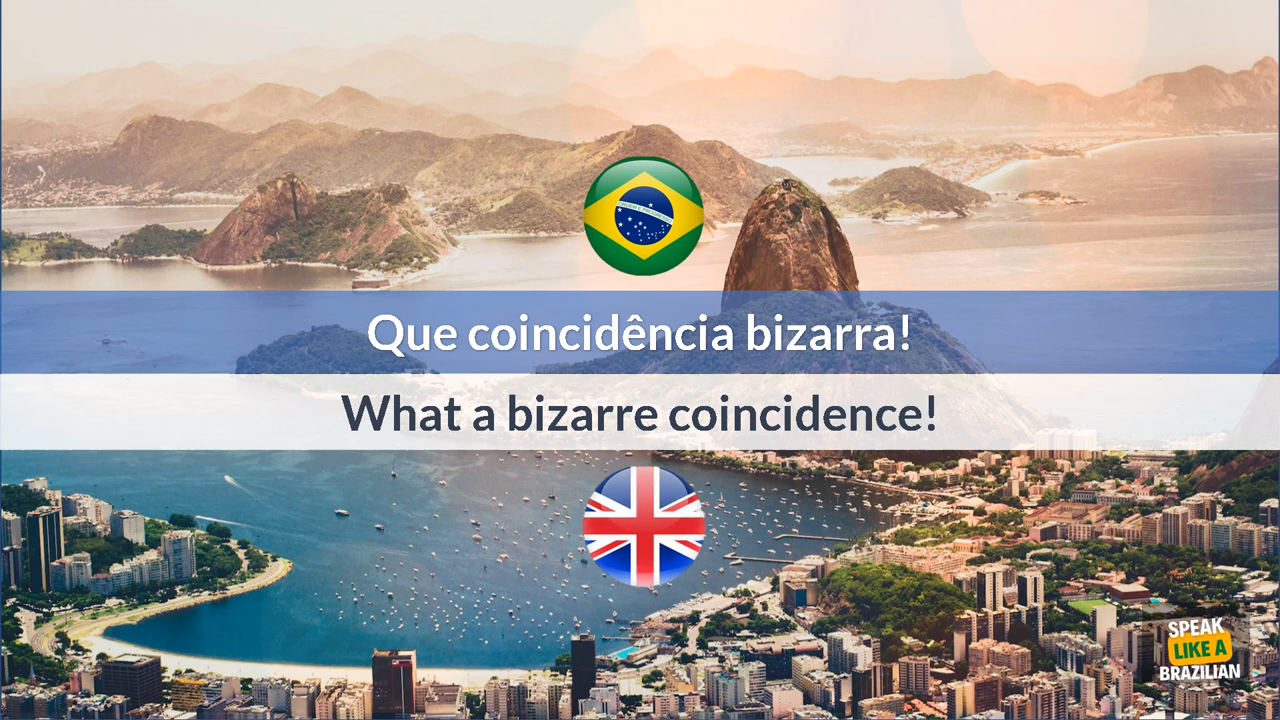 Que coincidência bizarra!
What a bizarre coincidence!
SPEAK
LIKE A
BRAZILIAN